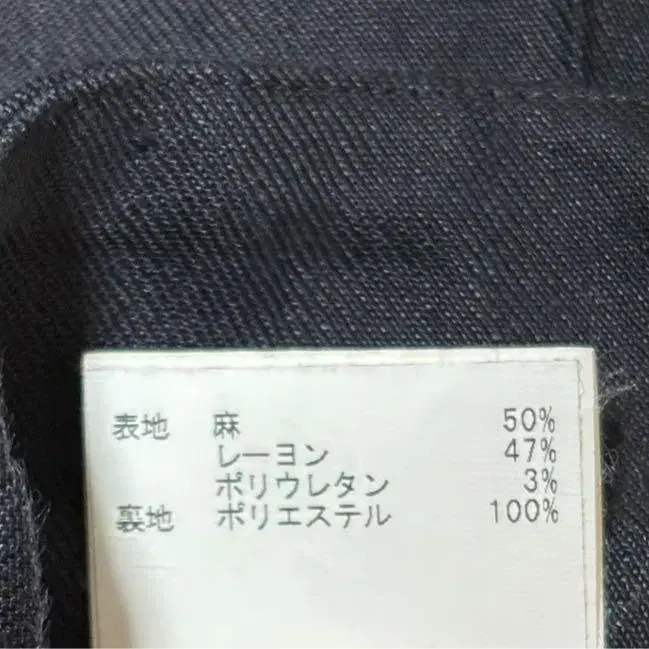 表地 麻 50%
レーヨン 47%
ポリウレタン 3%
裏地 ポリエステル 100%